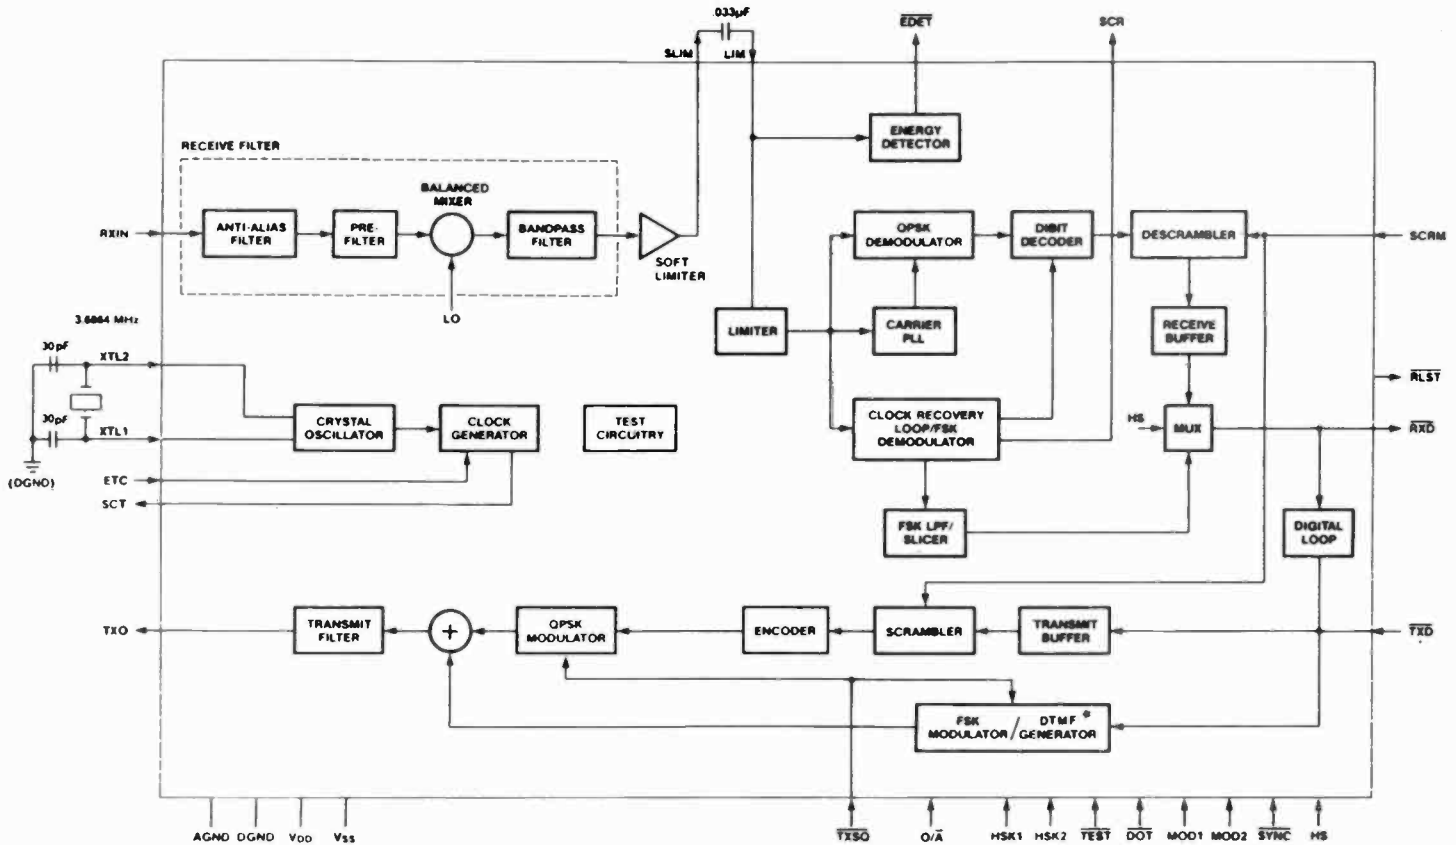 .033µF
EDET
SCR
SLIM
LIM
ENERGY
DETECTOR
RECEIVE FILTER
BALANCED
MIXER
RXIN
ANTI-ALIAS
FILTER
PRE-
FILTER
BANDPASS
FILTER
SOFT
LIMITER
LO
QPSK
DEMODULATOR
DIBIT
DECODER
DESCRAMBLER
SCRM
LIMITER
CARRIER
PLL
RECEIVE
BUFFER
3.6864 MHz
30pF
XTL2
30pF
XTL1
(DGND)
ETC
SCT
CRYSTAL
OSCILLATOR
CLOCK
GENERATOR
TEST
CIRCUITRY
CLOCK RECOVERY
LOOP/FSK
DEMODULATOR
HS
MUX
RLST
RXD
FSK LPF/
SLICER
DIGITAL
LOOP
TXO
TRANSMIT
FILTER
+
QPSK
MODULATOR
ENCODER
SCRAMBLER
TRANSMIT
BUFFER
TXD
FSK
MODULATOR
/
DTMF *
GENERATOR
AGND DGND VDD VSS TXSQ O/A HSK1 HSK2 TEST DOT MOD1 MOD2 SYNC HS